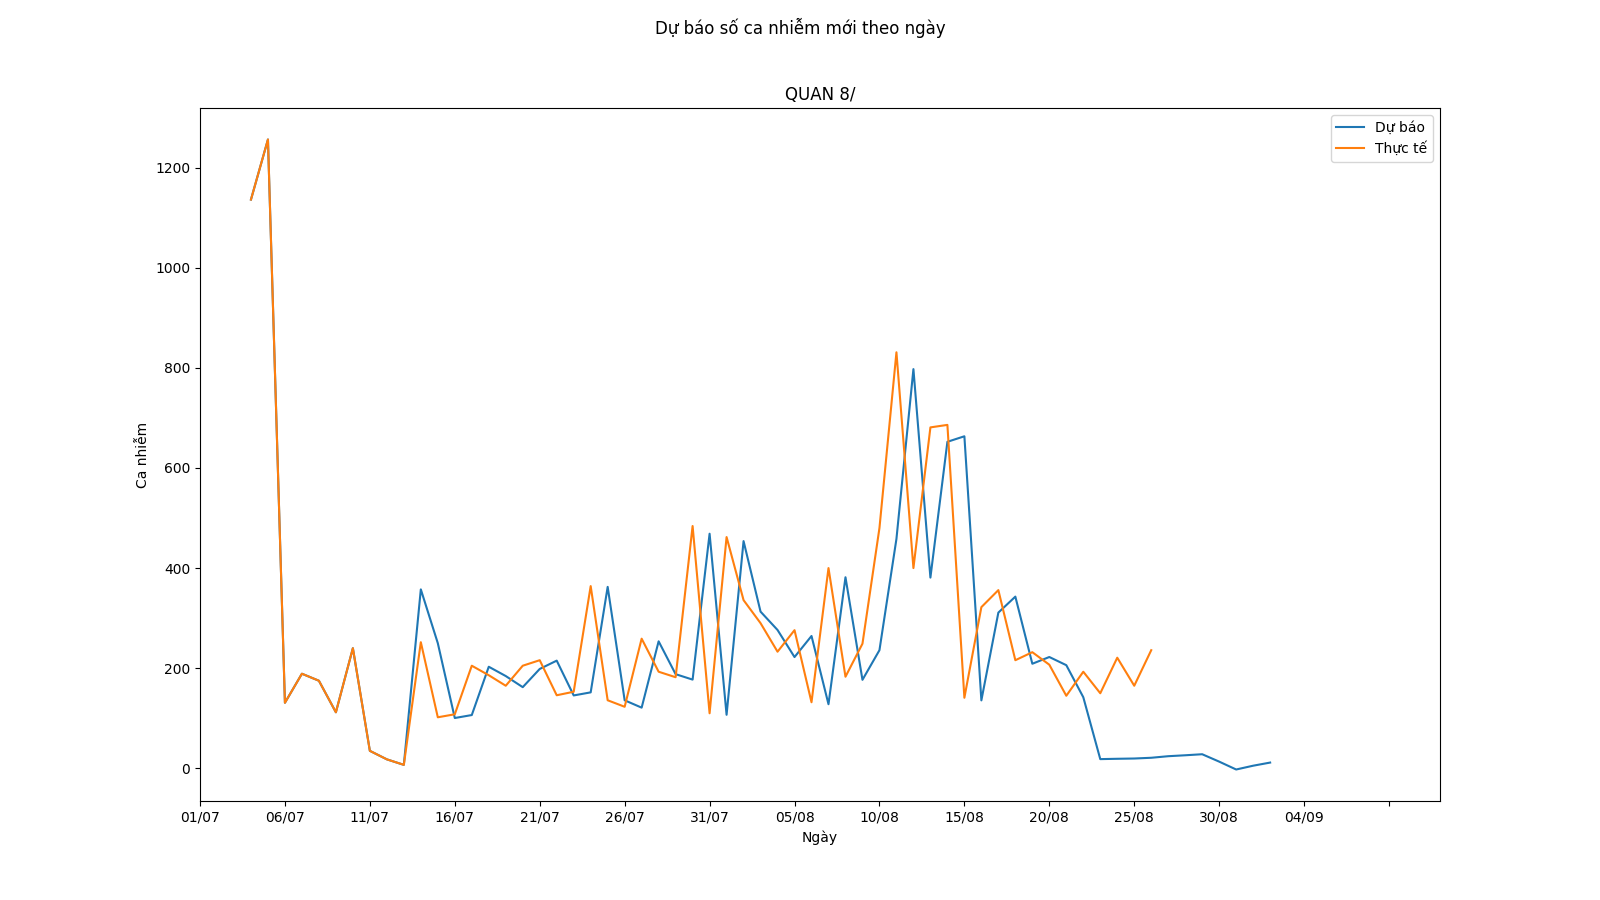 Dự báo số ca nhiễm mới theo ngày
QUAN 8/
Dự báo
Thực tế
1200
1000
800
600
400
200
0
Ca nhiễm
01/07 06/07 11/07 16/07 21/07 26/07 31/07 05/08 10/08 15/08 20/08 25/08 30/08 04/09
Ngày